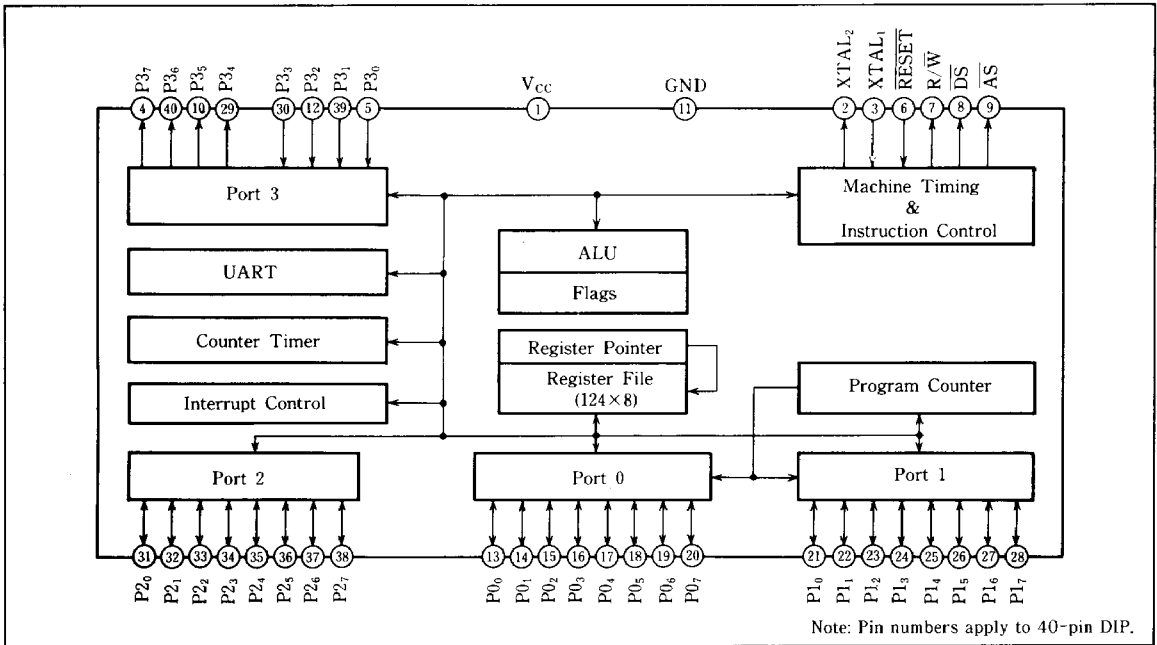 P3₇ P3₆ P3₅ P3₄ P3₃ P3₂ P3₁ P3₀ V_CC GND XTAL₂ XTAL₁ R̅E̅S̅E̅T̅ R/W̅ D̅S̅ A̅S̅
4 40 10 29 30 12 39 5 1 11 2 3 6 7 8 9
Port 3
Machine Timing
&
Instruction Control
ALU
Flags
UART
Counter Timer
Register Pointer
Register File
(124×8)
Interrupt Control
Program Counter
Port 2
Port 0
Port 1
31 32 33 34 35 36 37 38 13 14 15 16 17 18 19 20 21 22 23 24 25 26 27 28
P2₀ P2₁ P2₂ P2₃ P2₄ P2₅ P2₆ P2₇ P0₀ P0₁ P0₂ P0₃ P0₄ P0₅ P0₆ P0₇ P1₀ P1₁ P1₂ P1₃ P1₄ P1₅ P1₆ P1₇
Note: Pin numbers apply to 40-pin DIP.